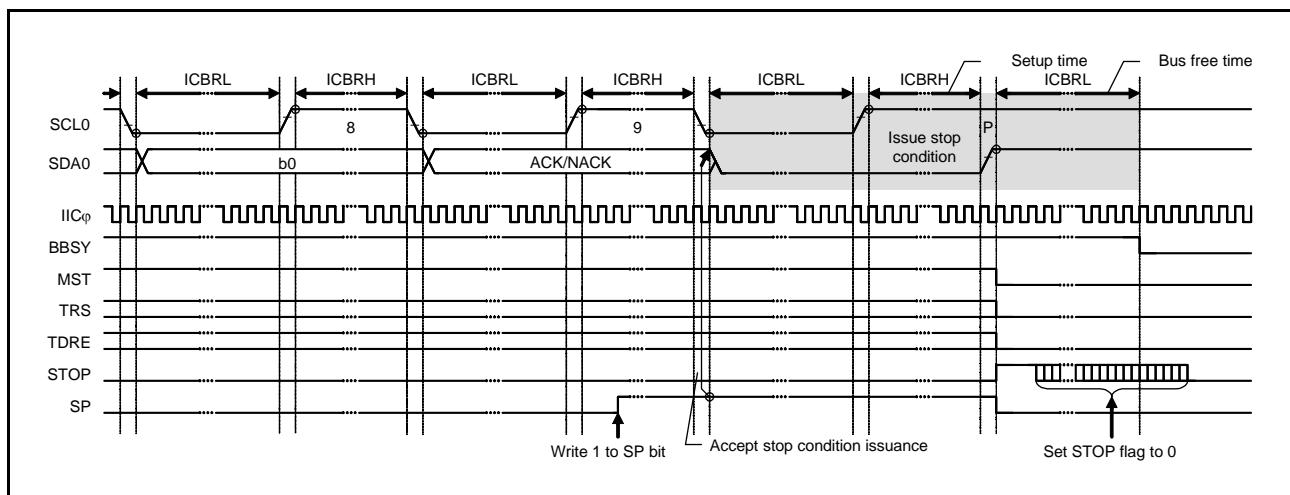 Setup time Bus free time
ICBRL ICBRH ICBRL ICBRH ICBRL ICBRH ICBRL
SCL0 8 9 P
Issue stop
condition
SDA0 b0 ACK/NACK
IICφ
BBSY
MST
TRS
TDRE
STOP
SP
Write 1 to SP bit Accept stop condition issuance Set STOP flag to 0